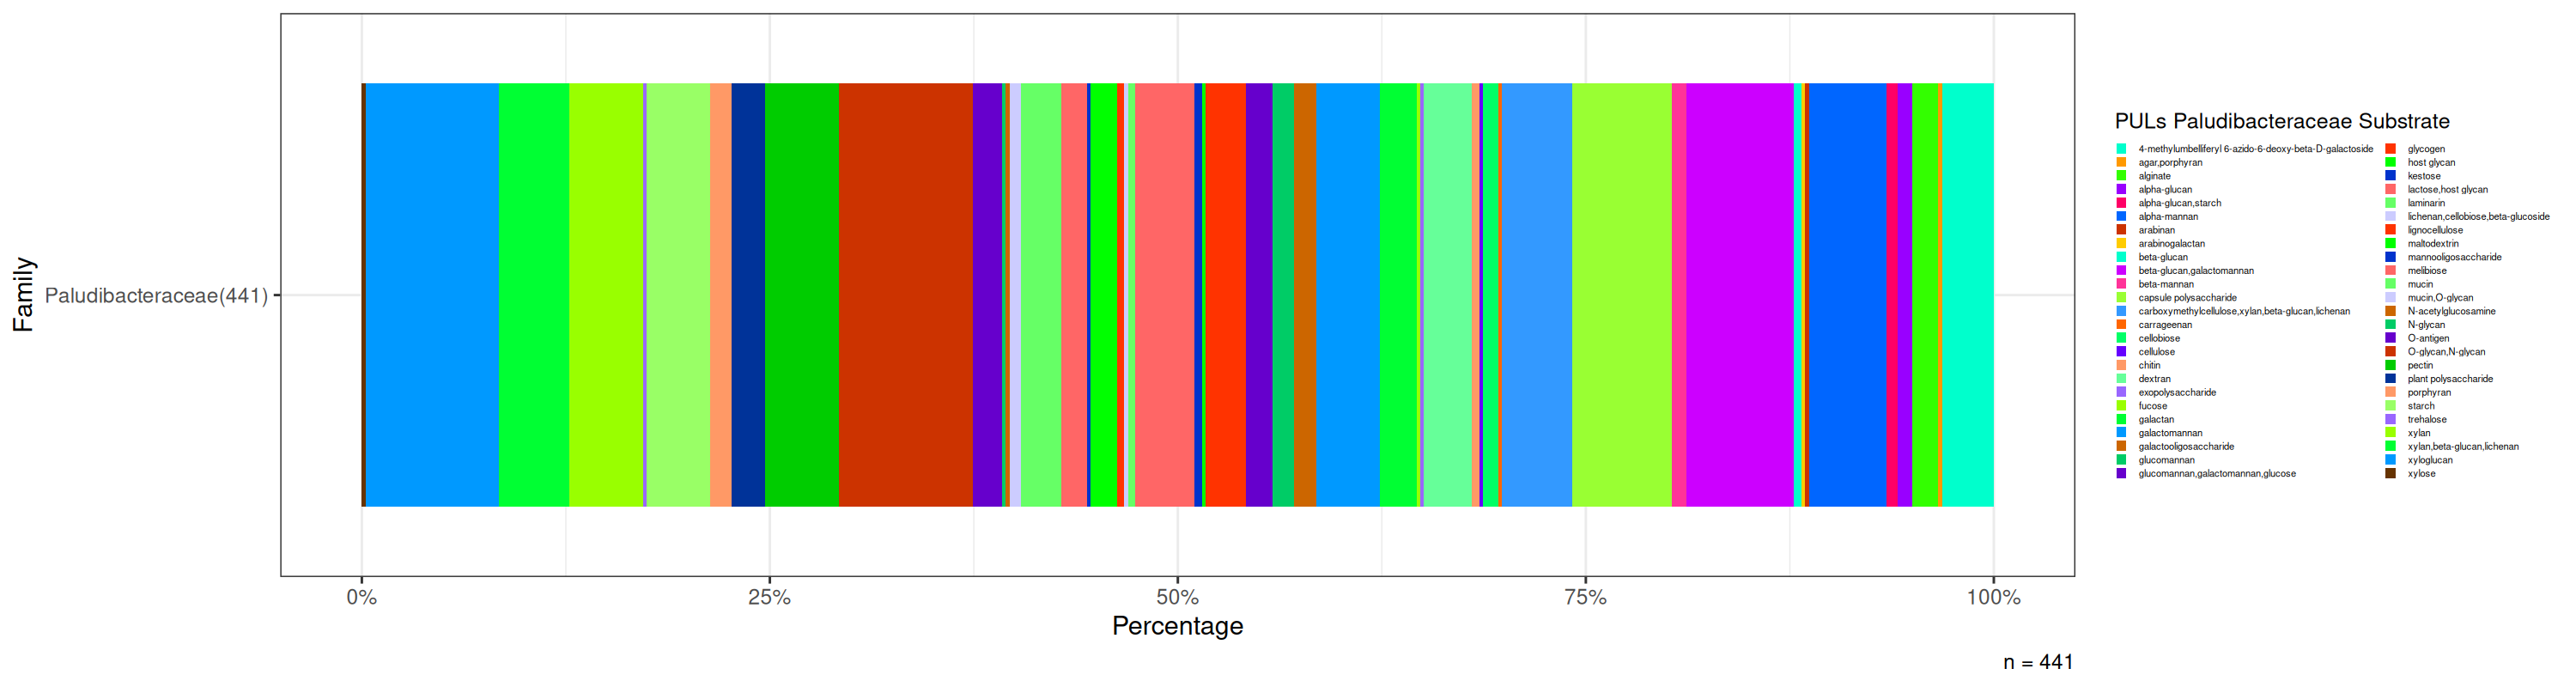 Family
Paludibacteraceae(441)
0%
25%
50%
75%
100%
Percentage
n = 441
PULs Paludibacteraceae Substrate
4-methylumbelliferyl 6-azido-6-deoxy-beta-D-galactoside
agar,porphyran
alginate
alpha-glucan
alpha-glucan,starch
alpha-mannan
arabinan
arabinogalactan
beta-glucan
beta-glucan,galactomannan
beta-mannan
capsule polysaccharide
carboxymethylcellulose,xylan,beta-glucan,lichenan
carrageenan
cellobiose
cellulose
chitin
dextran
exopolysaccharide
fucose
galactan
galactomannan
galactooligosaccharide
glucomannan
glucomannan,galactomannan,glucose
glycogen
host glycan
kestose
lactose,host glycan
laminarin
lichenan,cellobiose,beta-glucoside
lignocellulose
maltodextrin
mannooligosaccharide
melibiose
mucin
mucin,O-glycan
N-acetylglucosamine
N-glycan
O-antigen
O-glycan,N-glycan
pectin
plant polysaccharide
porphyran
starch
trehalose
xylan
xylan,beta-glucan,lichenan
xyloglucan
xylose